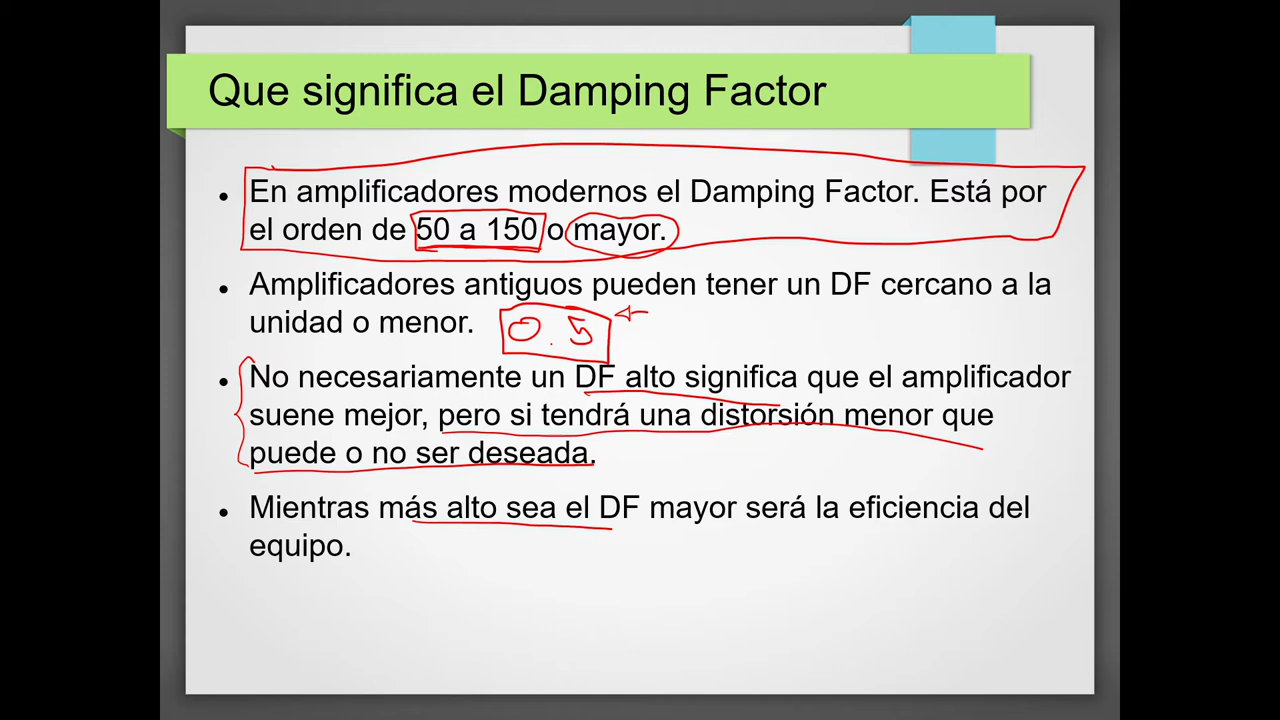 Que significa el Damping Factor
• En amplificadores modernos el Damping Factor. Está por
el orden de 50 a 150 o mayor.
• Amplificadores antiguos pueden tener un DF cercano a la
unidad o menor. 0.5
• No necesariamente un DF alto significa que el amplificador
suene mejor, pero si tendrá una distorsión menor que
puede o no ser deseada.
• Mientras más alto sea el DF mayor será la eficiencia del
equipo.